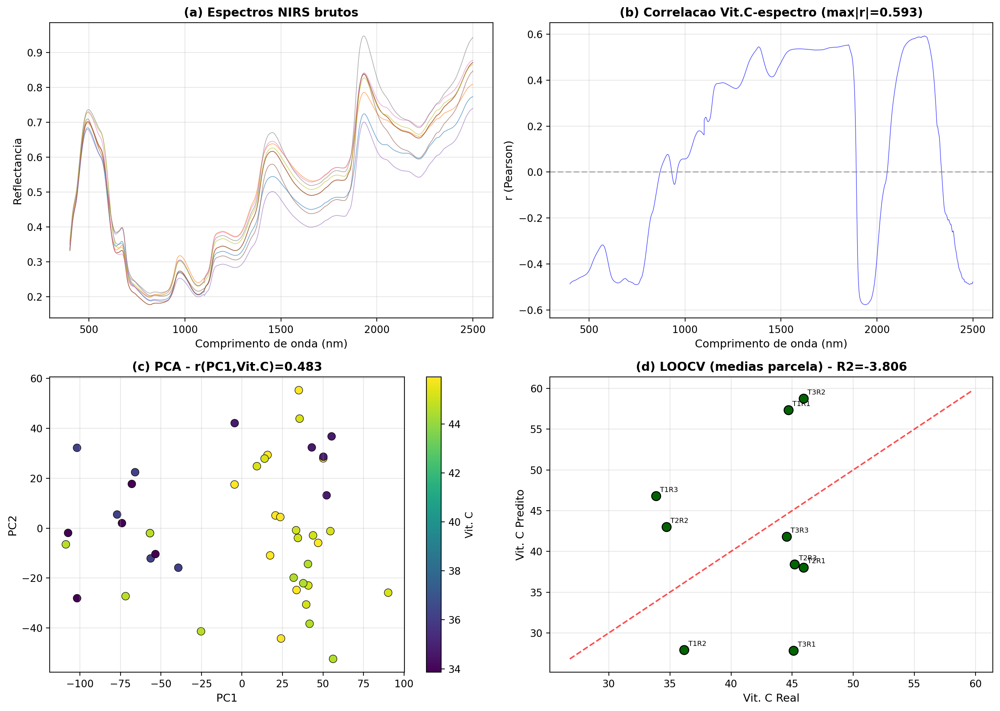 (a) Espectros NIRS brutos
Reflectancia
0.9
0.8
0.7
0.6
0.5
0.4
0.3
0.2
500
1000
1500
2000
2500
Comprimento de onda (nm)
(b) Correlacao Vit.C-espectro (max|r|=0.593)
r (Pearson)
0.6
0.4
0.2
0.0
−0.2
−0.4
−0.6
500
1000
1500
2000
2500
Comprimento de onda (nm)
(c) PCA - r(PC1,Vit.C)=0.483
PC2
60
40
20
0
−20
−40
−100
−75
−50
−25
0
25
50
75
100
PC1
44
42
40
38
36
34
Vit. C
(d) LOOCV (medias parcela) - R2=-3.806
Vit. C Predito
60
55
50
45
40
35
30
T3R2
T1R1
T1R3
T2R2
T3R3
T2R3
T2R1
T1R2
T3R1
30
35
40
45
50
55
60
Vit. C Real